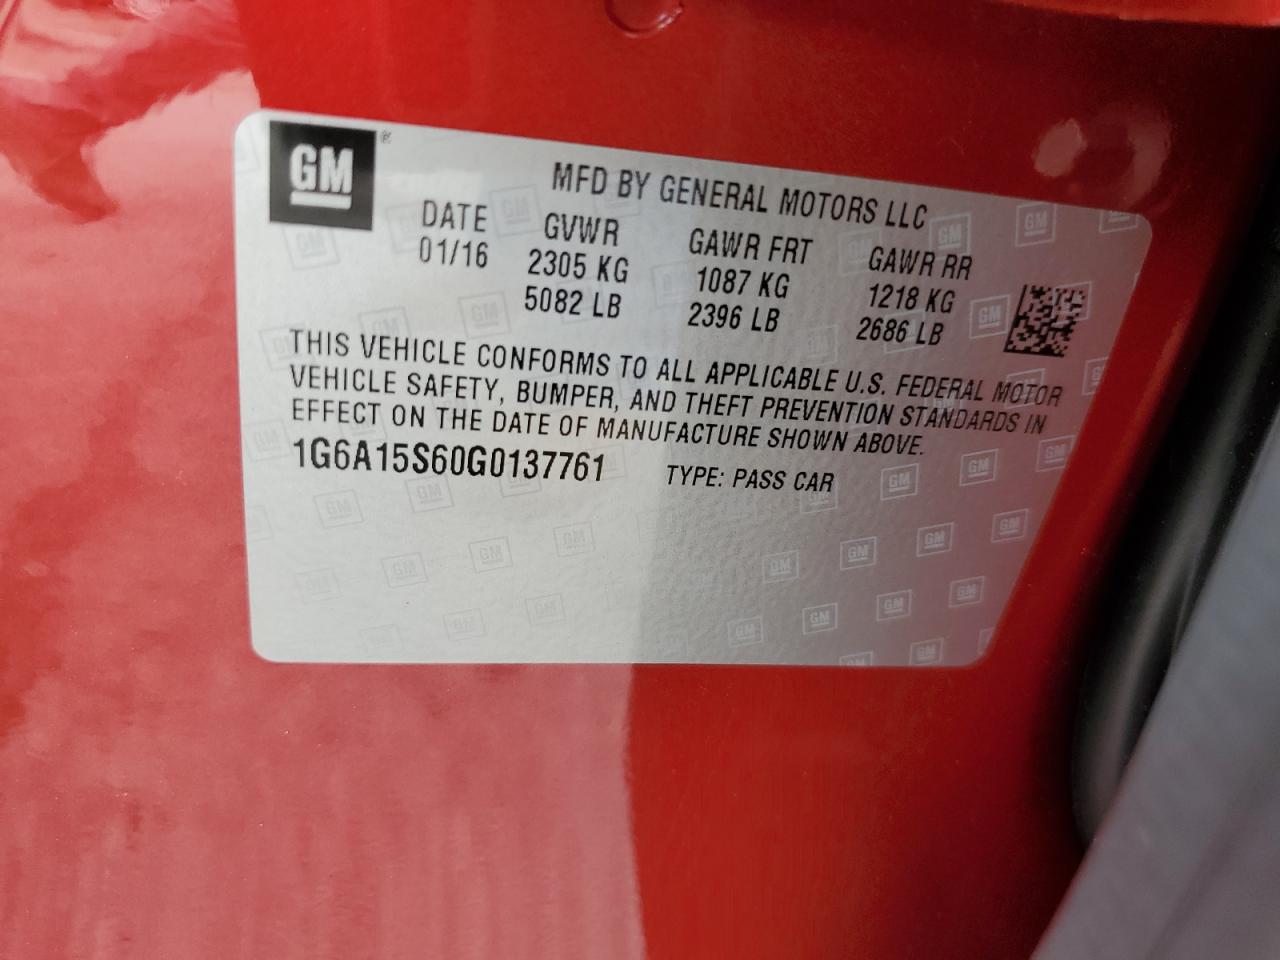 GM®
MFD BY GENERAL MOTORS LLC
DATE GVWR GAWR FRT GAWR RR
01/16 2305 KG 1087 KG 1218 KG
5082 LB 2396 LB 2686 LB
THIS VEHICLE CONFORMS TO ALL APPLICABLE U.S. FEDERAL MOTOR
VEHICLE SAFETY, BUMPER, AND THEFT PREVENTION STANDARDS IN
EFFECT ON THE DATE OF MANUFACTURE SHOWN ABOVE.
1G6A15S60G0137761 TYPE: PASS CAR